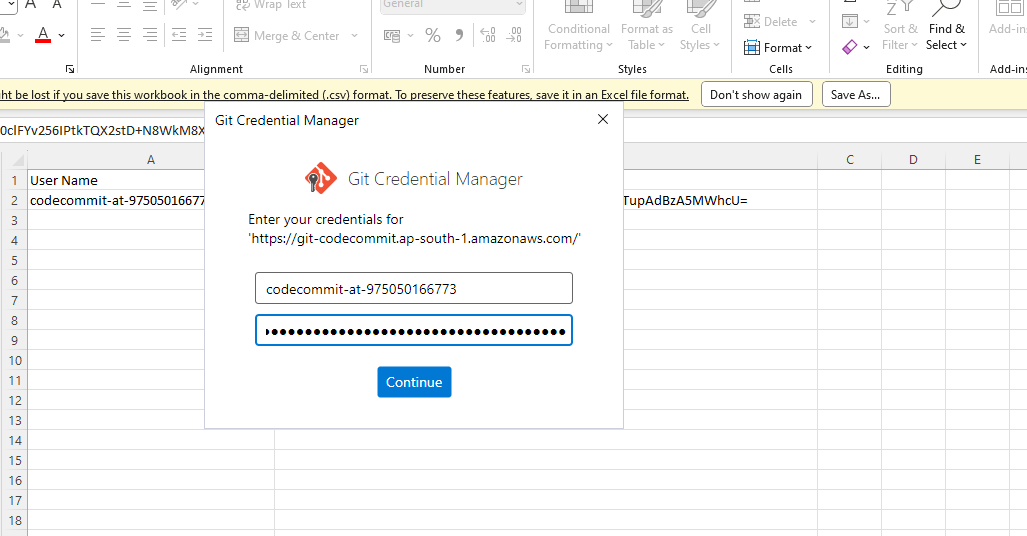 Wrap Text
General
Merge & Center
Conditional Formatting
Format as Table
Cell Styles
Delete
Format
Sort & Filter
Find & Select
Add-ins
Alignment
Number
Styles
Cells
Editing
Add-ins
ht be lost if you save this workbook in the comma-delimited (.csv) format. To preserve these features, save it in an Excel file format.
Don't show again
Save As...
Git Credential Manager
A
C
D
E
1 User Name
2 codecommit-at-97505016677
3
4
5
6
7
8
9
10
11
12
13
14
15
16
17
18
Git Credential Manager
Enter your credentials for
'https://git-codecommit.ap-south-1.amazonaws.com/'
codecommit-at-975050166773
Continue